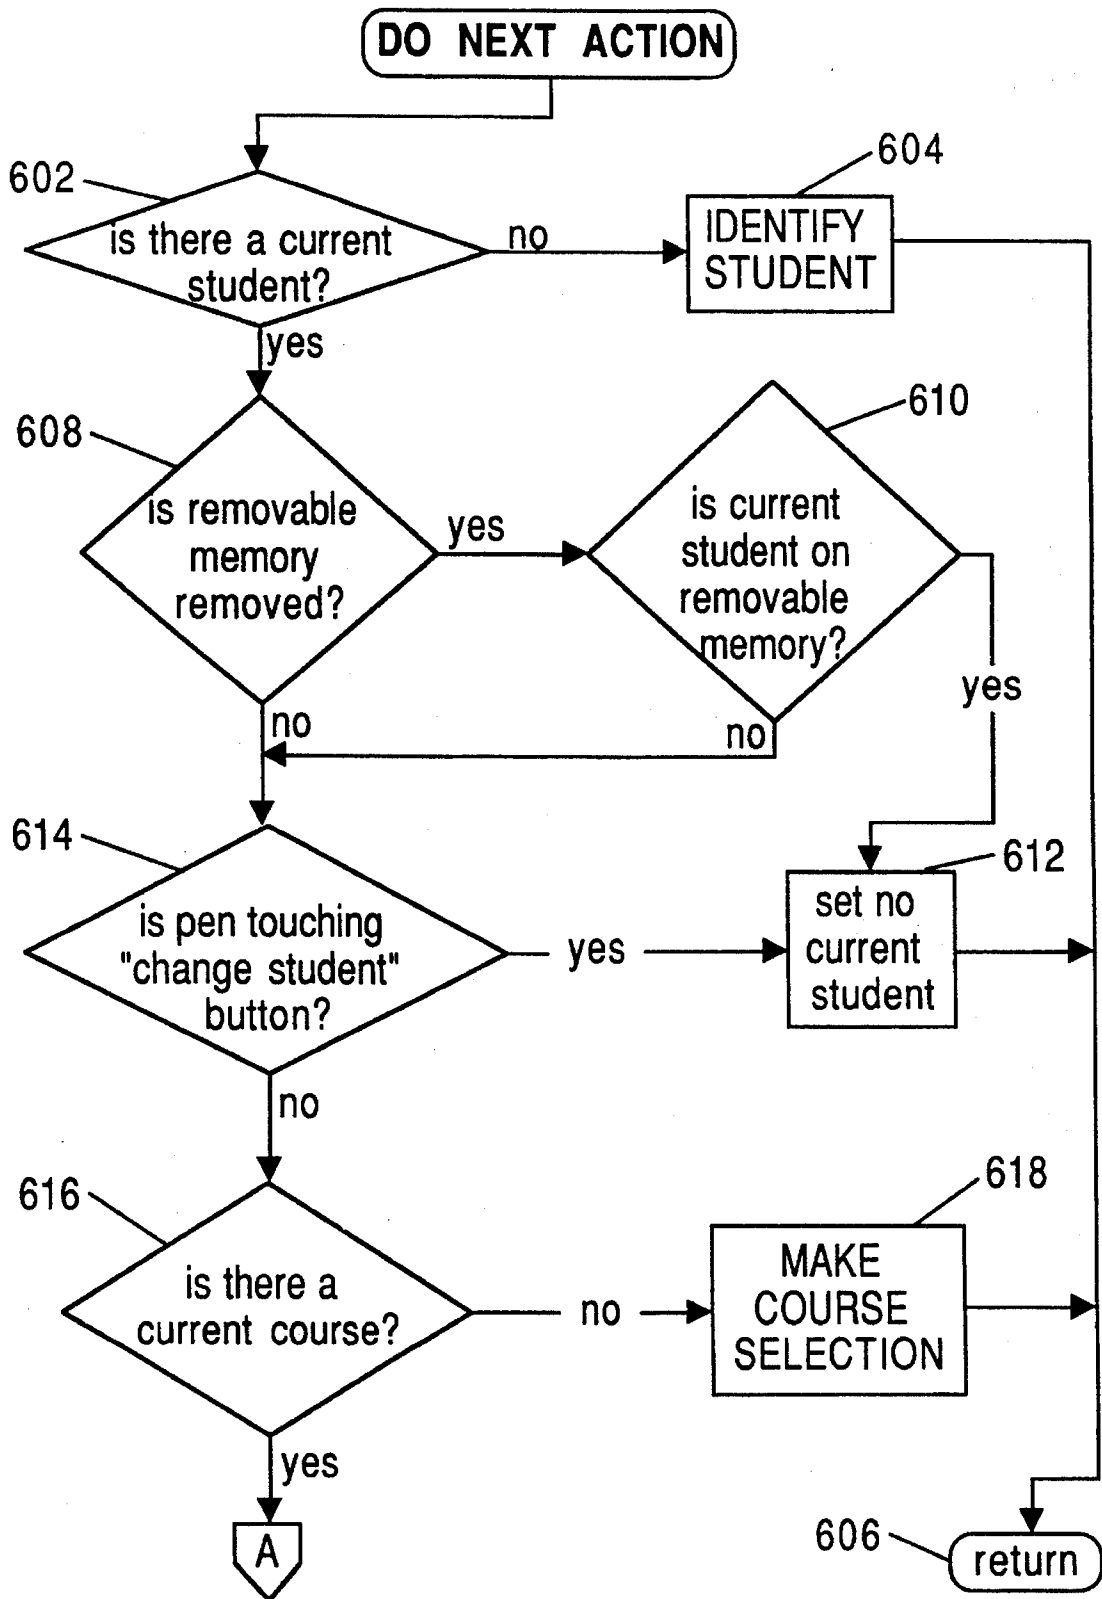 DO NEXT ACTION
602
is there a current
student?
no
604
IDENTIFY
STUDENT
yes
608
is removable
memory
removed?
yes
610
is current
student on
removable
memory?
yes
no
no
614
is pen touching
"change student"
button?
yes
612
set no
current
student
no
616
is there a
current course?
no
618
MAKE
COURSE
SELECTION
yes
A
606
return